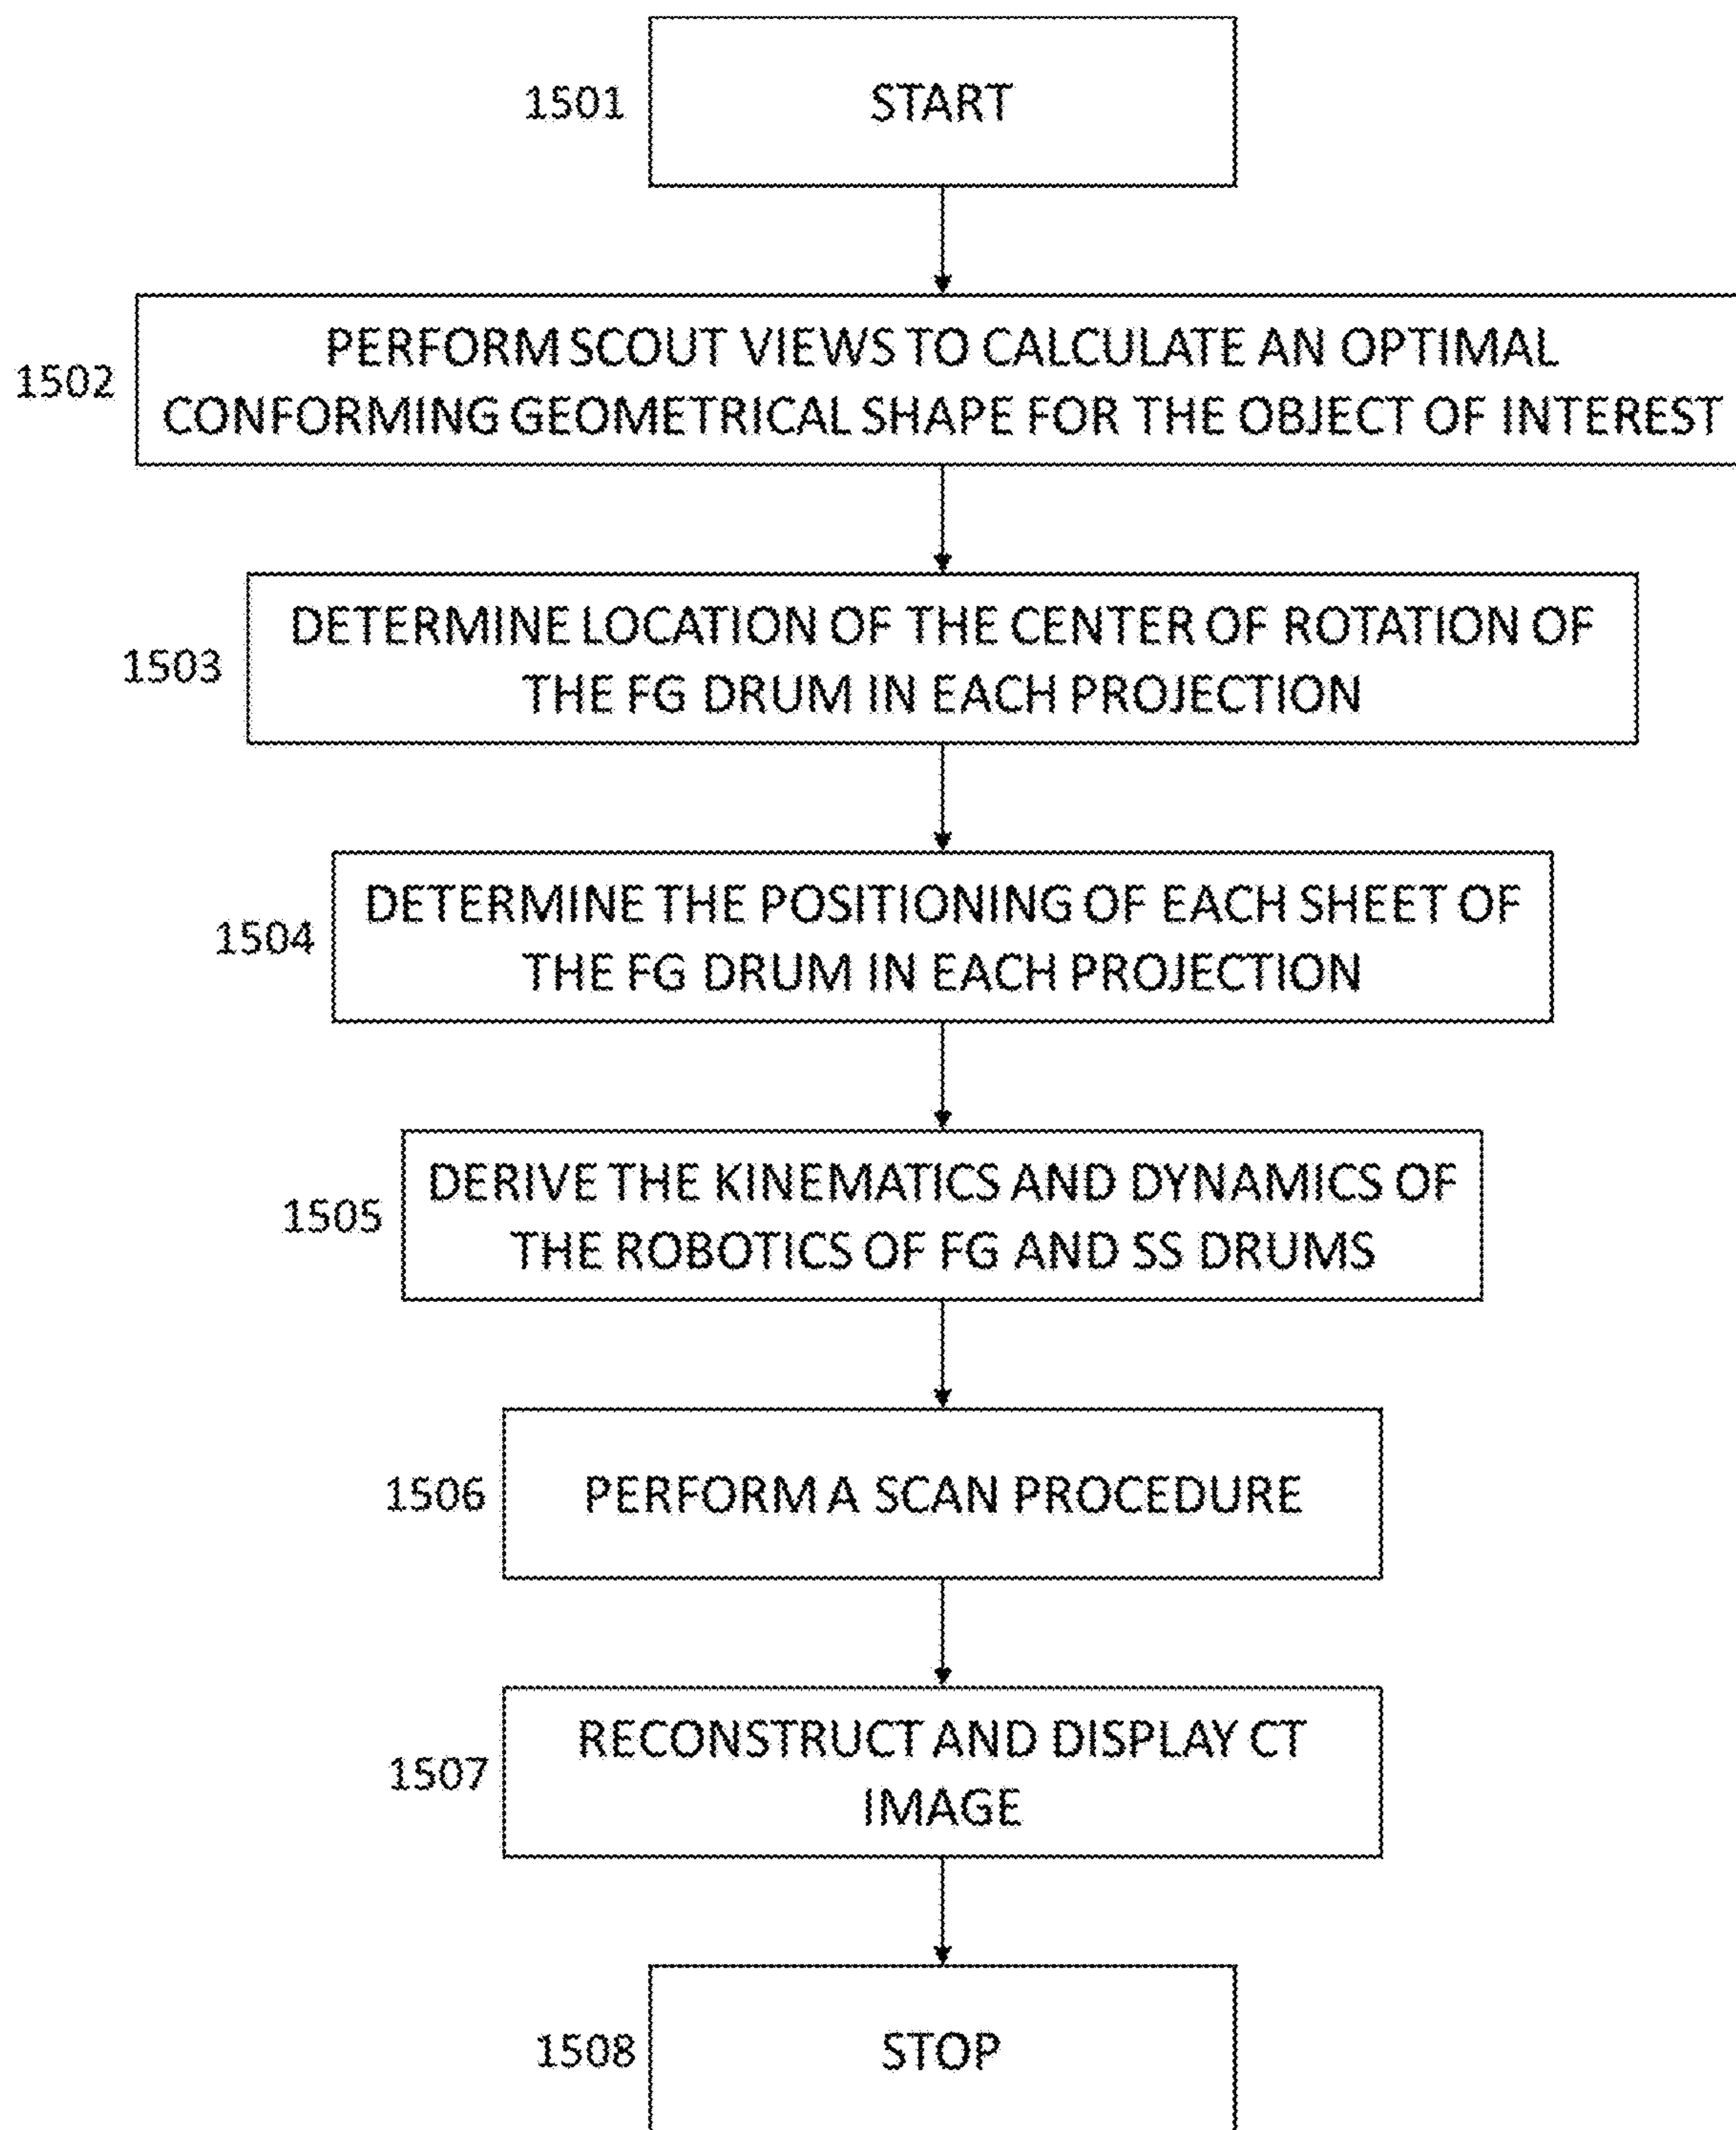 1501
START
1502
PERFORM SCOUT VIEWS TO CALCULATE AN OPTIMAL
CONFORMING GEOMETRICAL SHAPE FOR THE OBJECT OF INTEREST
1503
DETERMINE LOCATION OF THE CENTER OF ROTATION OF
THE FG DRUM IN EACH PROJECTION
1504
DETERMINE THE POSITIONING OF EACH SHEET OF
THE FG DRUM IN EACH PROJECTION
1505
DERIVE THE KINEMATICS AND DYNAMICS OF
THE ROBOTICS OF FG AND SS DRUMS
1506
PERFORM A SCAN PROCEDURE
1507
RECONSTRUCT AND DISPLAY CT
IMAGE
1508
STOP